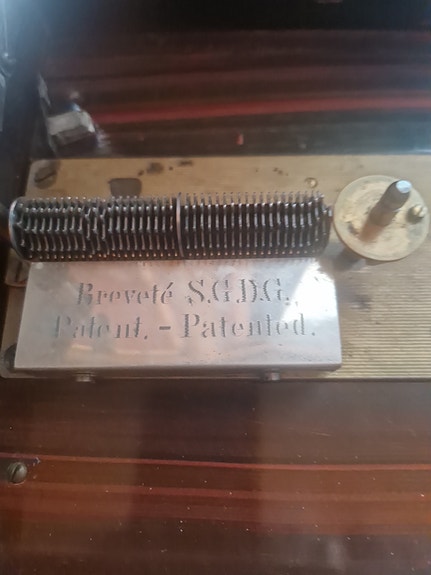 Breveté S.G.D.G.
Patent. – Patented.